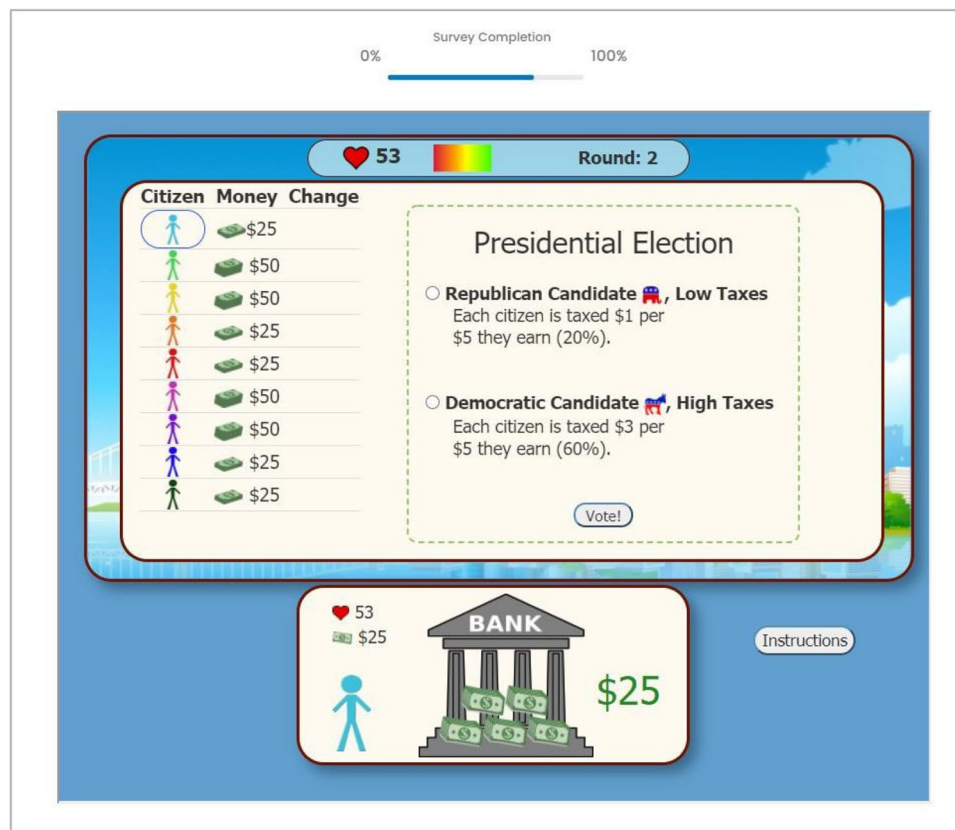 Survey Completion
0% 100%
53 Round: 2
Citizen Money Change
$25
$50
$50
$25
$25
$50
$50
$25
$25
Presidential Election
Republican Candidate , Low Taxes
Each citizen is taxed $1 per
$5 they earn (20%).
Democratic Candidate , High Taxes
Each citizen is taxed $3 per
$5 they earn (60%).
Vote!
53
$25
BANK
$25
Instructions